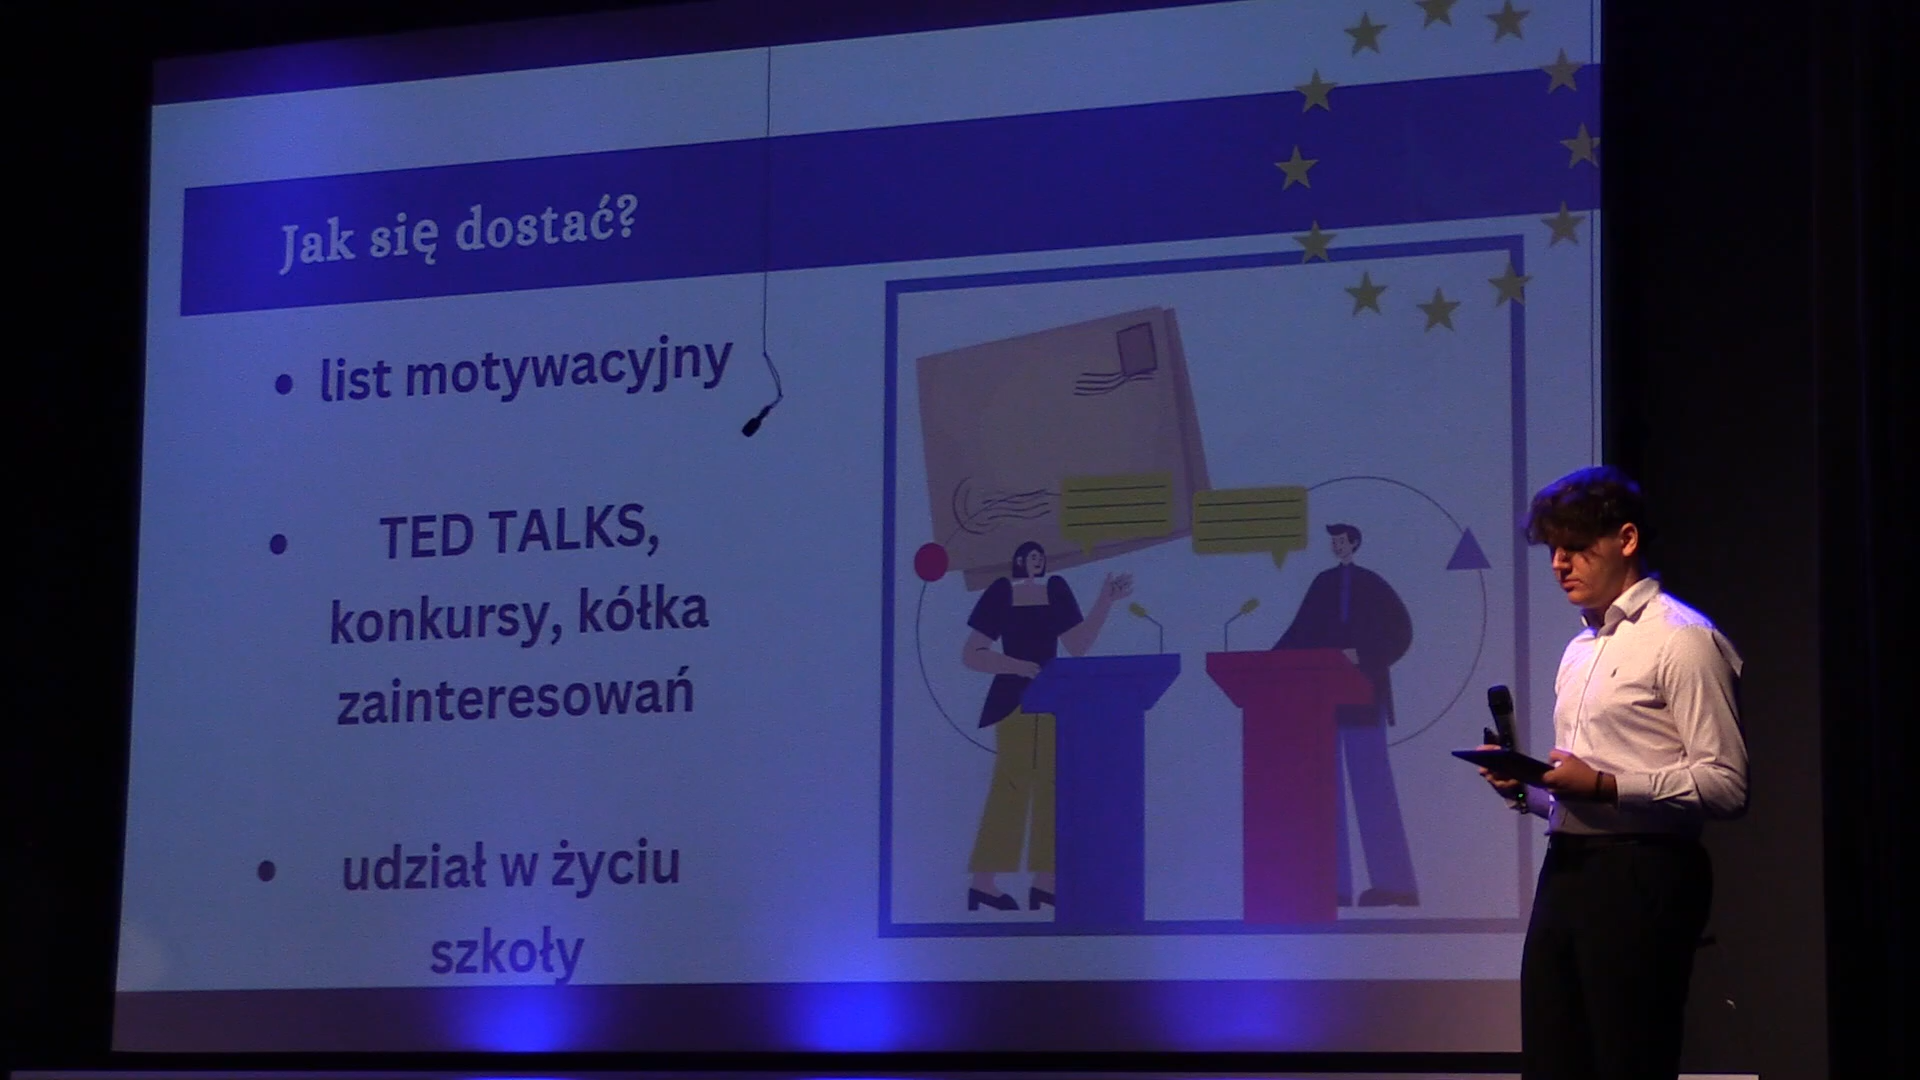 Jak się dostać?
• list motywacyjny
• TED TALKS,
konkursy, kółka
zainteresowań
• udział w życiu
szkoły